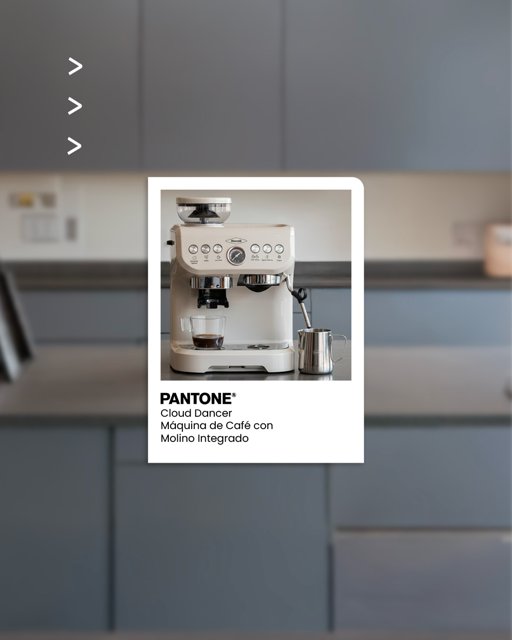 >
>
>
PANTONE®
Cloud Dancer
Máquina de Café con
Molino Integrado